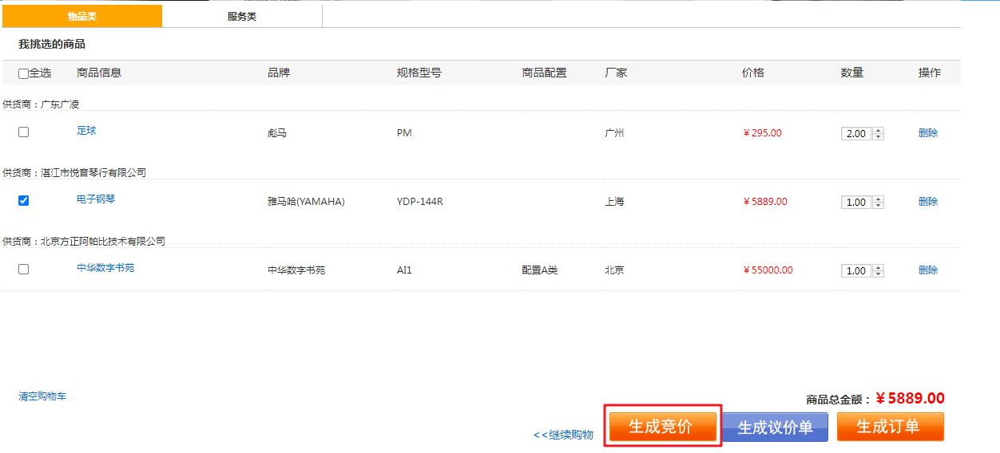 物品类 服务类
我挑选的商品
全选 商品信息 品牌 规格型号 商品配置 厂家 价格 数量 操作
供货商：广东广凌
足球 彪马 PM 广州 ￥295.00 2.00 删除
供货商：湛江市悦音琴行有限公司
电子钢琴 雅马哈(YAMAHA) YDP-144R 上海 ￥5889.00 1.00 删除
供货商：北京方正阿帕比技术有限公司
中华数字书苑 中华数字书苑 AI1 配置A类 北京 ￥55000.00 1.00 删除
清空购物车 商品总金额：￥5889.00
<<继续购物 生成竞价 生成议价单 生成订单